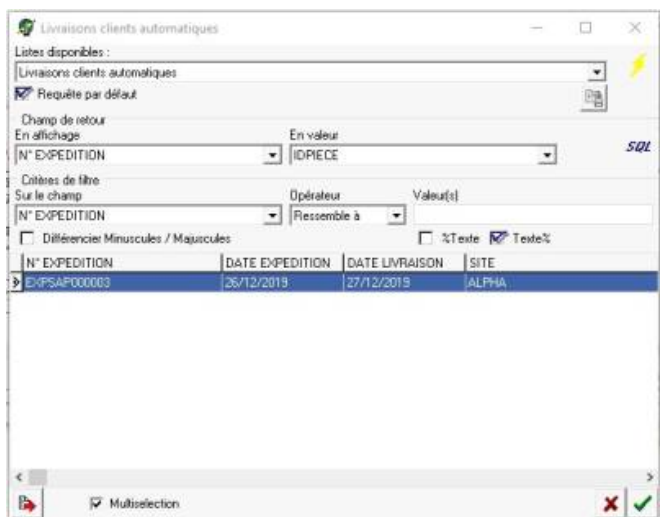 Livraisons clients automatiques
Listes disponibles :
Livraisons clients automatiques
Requête par défaut
Champ de retour
En affichage En valeur
N° EXPEDITION IDPIECE SQL
Critères de filtre
Sur le champ Opérateur Valeur(s)
N° EXPEDITION Ressemble à
Différencier Minuscules / Majuscules %Texte Texte%
N° EXPEDITION DATE EXPEDITION DATE LIVRAISON SITE
EXPSAP000003 26/12/2019 27/12/2019 ALPHA
Multiselection